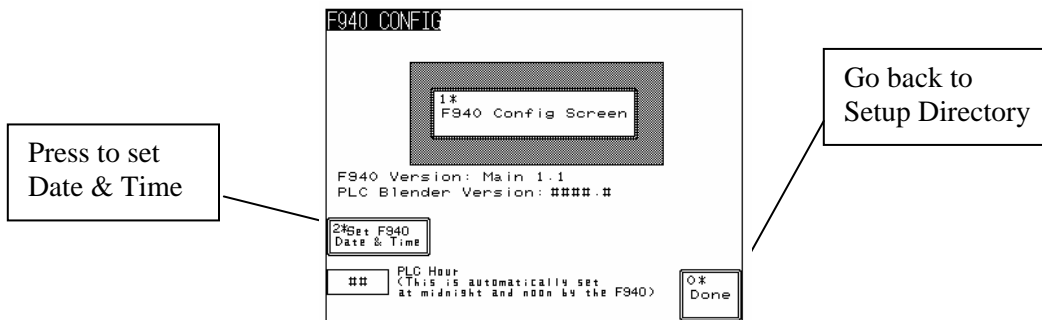 F940 CONFIG
1*
F940 Config Screen
Go back to
Setup Directory
Press to set
Date & Time
F940 Version: Main 1.1
PLC Blender Version: ####.#
2*Set F940
Date & Time
##
PLC Hour
(This is automatically set
at midnight and noon by the F940)
0*
Done